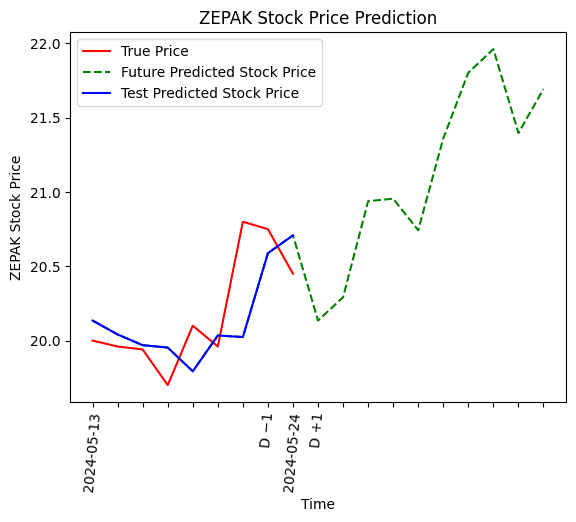 ZEPAK Stock Price Prediction
True Price
Future Predicted Stock Price
Test Predicted Stock Price
ZEPAK Stock Price
22.0
21.5
21.0
20.5
20.0
2024-05-13
D −1
2024-05-24
D +1
Time